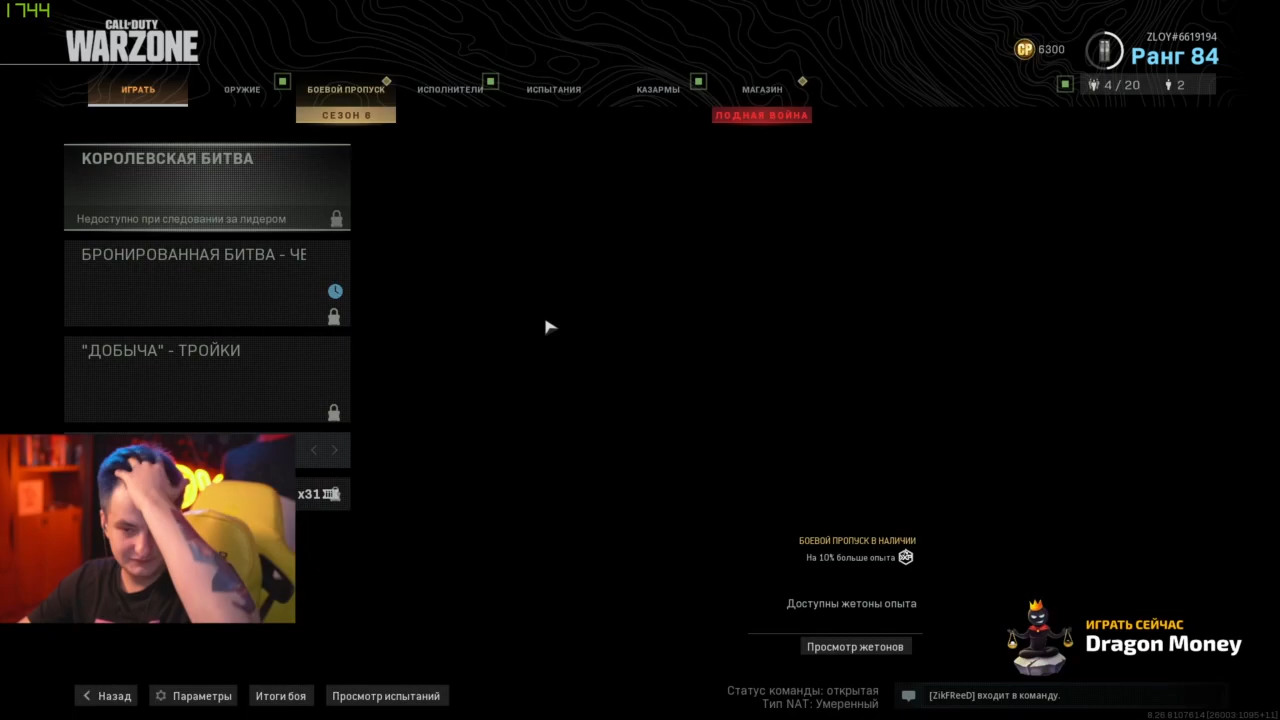 1744
CALL OF DUTY
WARZONE
CP 6300
ZLOY#6619194
Ранг 84
4 / 20
2
ИГРАТЬ
ОРУЖИЕ
БОЕВОЙ ПРОПУСК
ИСПОЛНИТЕЛИ
ИСПЫТАНИЯ
КАЗАРМЫ
МАГАЗИН
СЕЗОН 6
ЛОДНАЯ ВОЙНА
КОРОЛЕВСКАЯ БИТВА
Недоступно при следовании за лидером
БРОНИРОВАННАЯ БИТВА - ЧЕ
"ДОБЫЧА" - ТРОЙКИ
x31
БОЕВОЙ ПРОПУСК В НАЛИЧИИ
На 10% больше опыта
Доступны жетоны опыта
Просмотр жетонов
ИГРАТЬ СЕЙЧАС
Dragon Money
Назад
Параметры
Итоги боя
Просмотр испытаний
Статус команды: открытая
Тип NAT: Умеренный
[ZikFReeD] входит в команду.